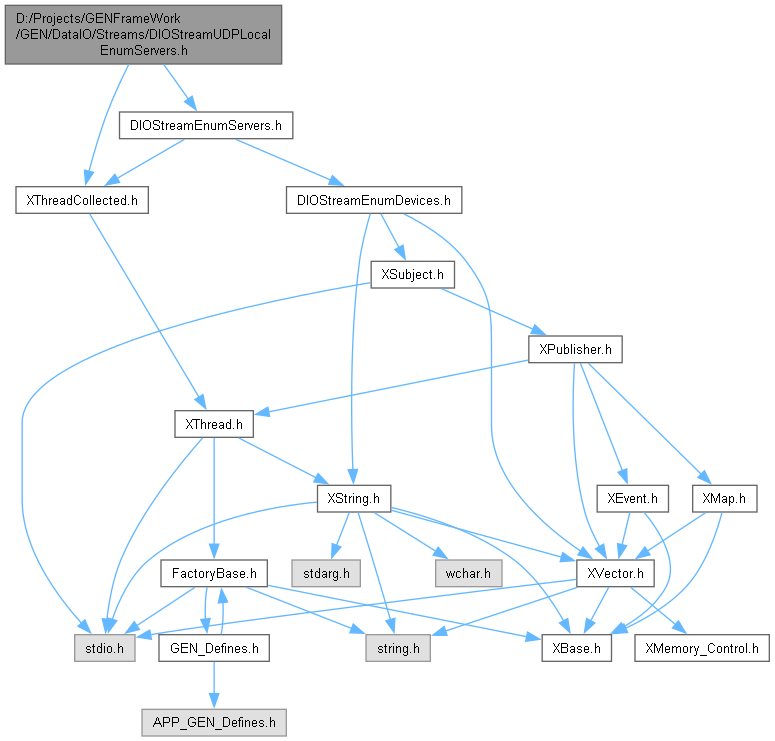 D:/Projects/GENFrameWork
/GEN/DataIO/Streams/DIOStreamUDPLocal
EnumServers.h
DIOStreamEnumServers.h
XThreadCollected.h
DIOStreamEnumDevices.h
XSubject.h
XPublisher.h
XThread.h
XString.h
XEvent.h
XMap.h
FactoryBase.h
stdarg.h
wchar.h
XVector.h
stdio.h
GEN_Defines.h
string.h
XBase.h
XMemory_Control.h
APP_GEN_Defines.h